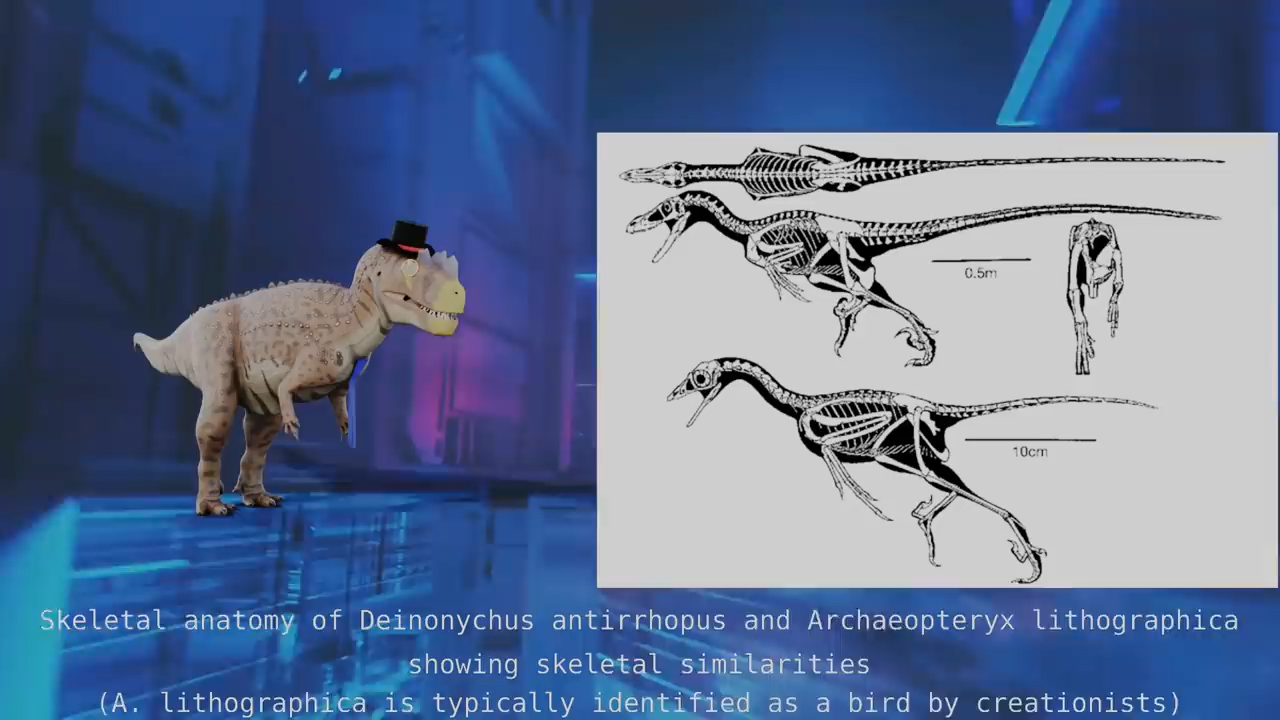 0.5m
10cm
Skeletal anatomy of Deinonychus antirrhopus and Archaeopteryx lithographica
showing skeletal similarities
(A. lithographica is typically identified as a bird by creationists)